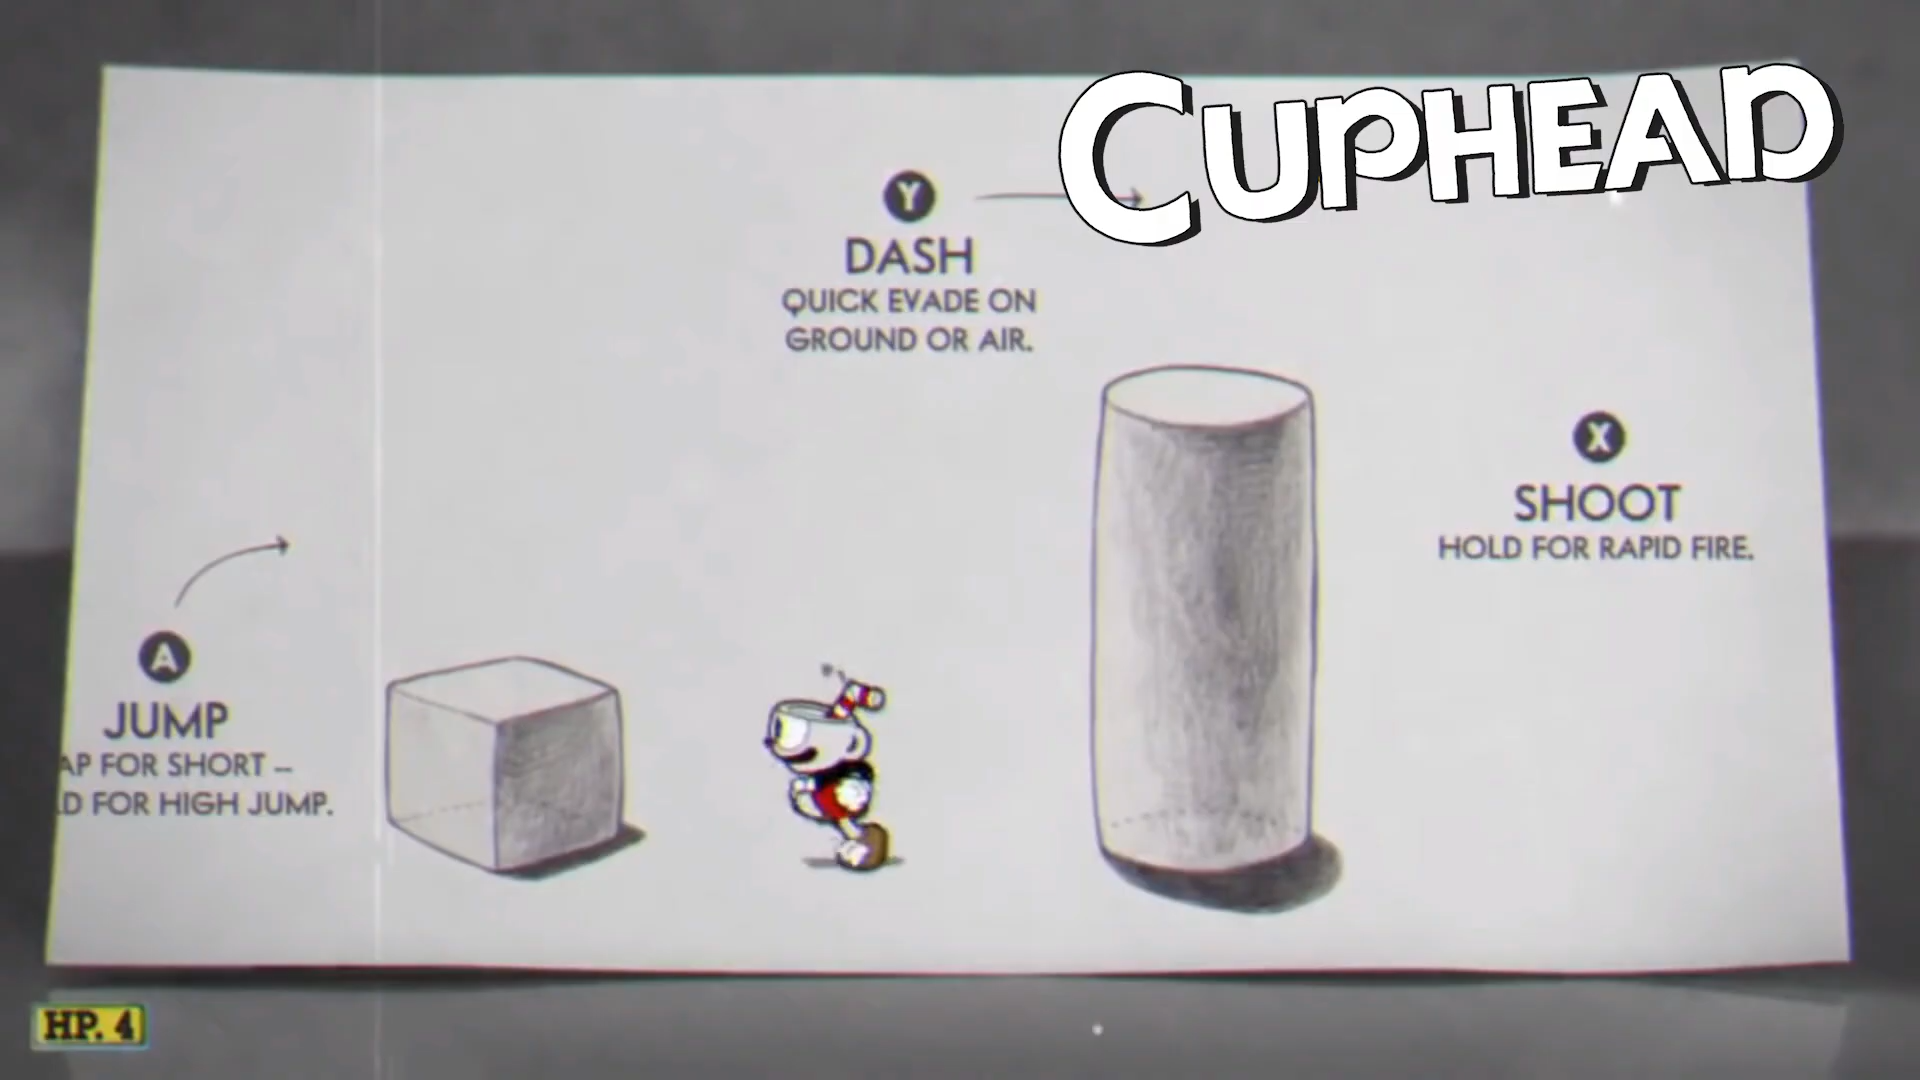 CUPHEAD
Y
DASH
QUICK EVADE ON
GROUND OR AIR.
X
SHOOT
HOLD FOR RAPID FIRE.
A
JUMP
AP FOR SHORT –
LD FOR HIGH JUMP.
HP. 4